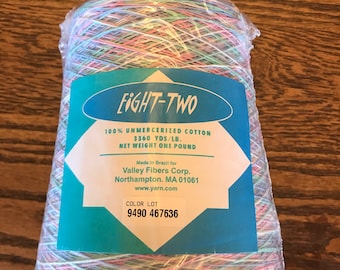 EiGHT-TWO
100% UNMERCERIZED COTTON
3360 YDS/LB.
NET WEIGHT ONE POUND
Made in Brazil for
Valley Fibers Corp.
Northampton, MA 01061
www.yarn.com
COLOR LOT
9490 467636